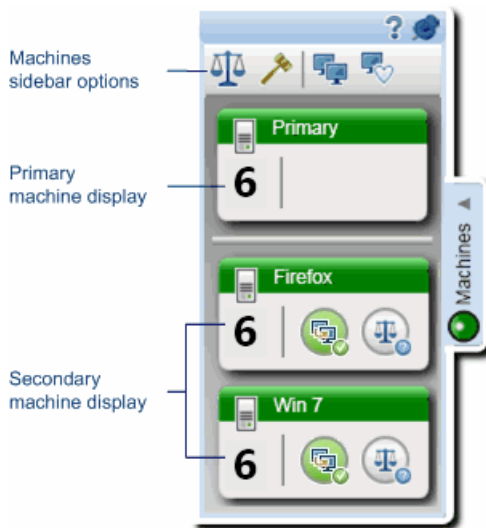 ?
Machines
sidebar options
Primary
Primary
machine display
6
Machines
Firefox
6
Secondary
machine display
Win 7
6